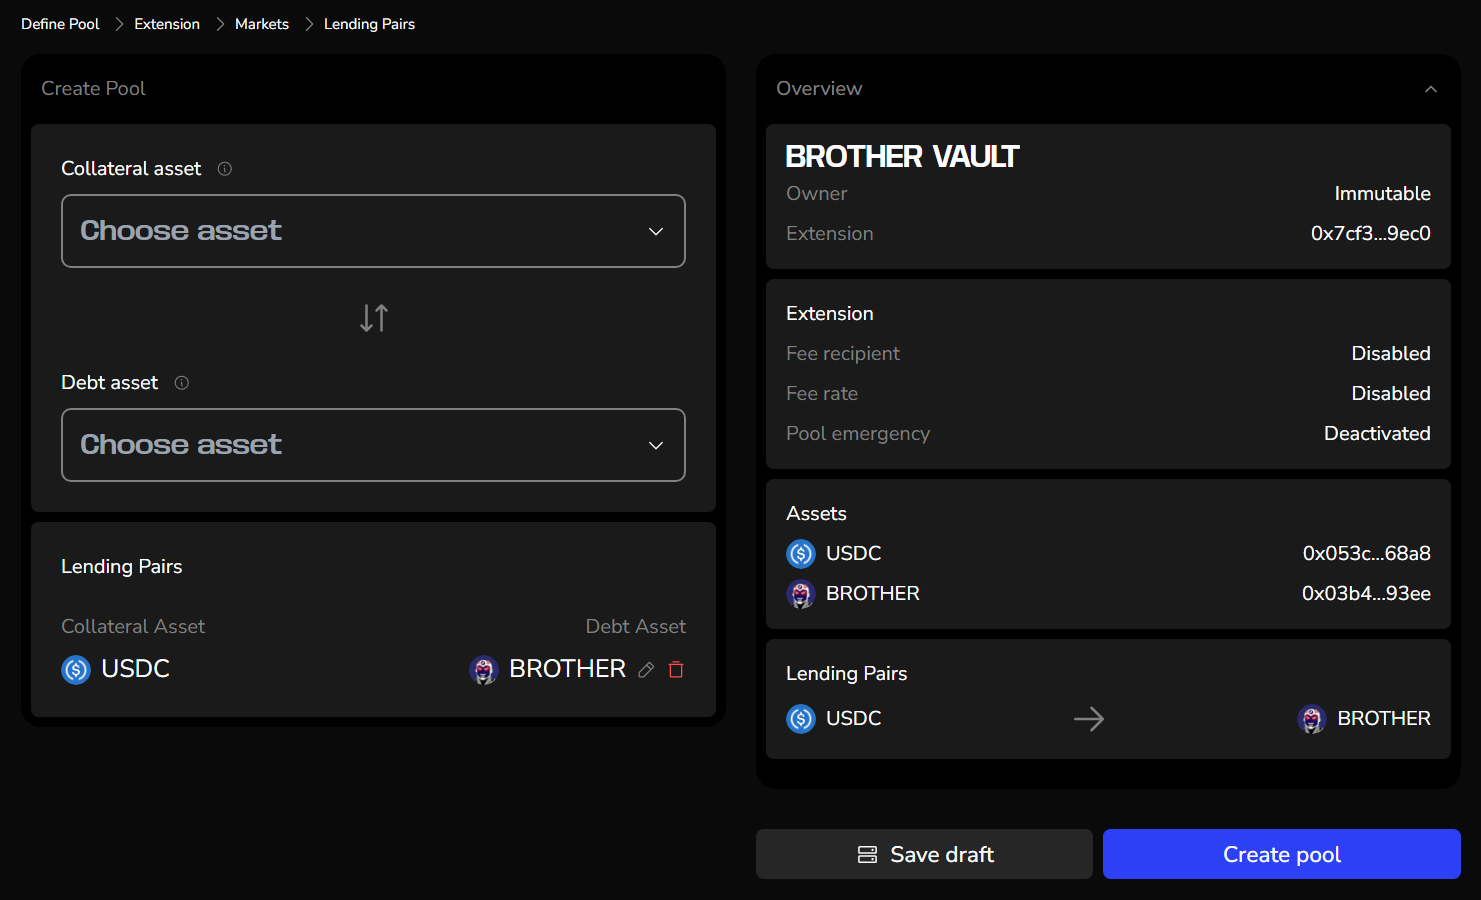 Define Pool
Extension
Markets
Lending Pairs
Create Pool
Collateral asset
Choose asset
Debt asset
Choose asset
Lending Pairs
Collateral Asset Debt Asset
USDC BROTHER
Overview
BROTHER VAULT
Owner Immutable
Extension 0x7cf3...9ec0
Extension
Fee recipient Disabled
Fee rate Disabled
Pool emergency Deactivated
Assets
USDC 0x053c...68a8
BROTHER 0x03b4...93ee
Lending Pairs
USDC BROTHER
Save draft
Create pool